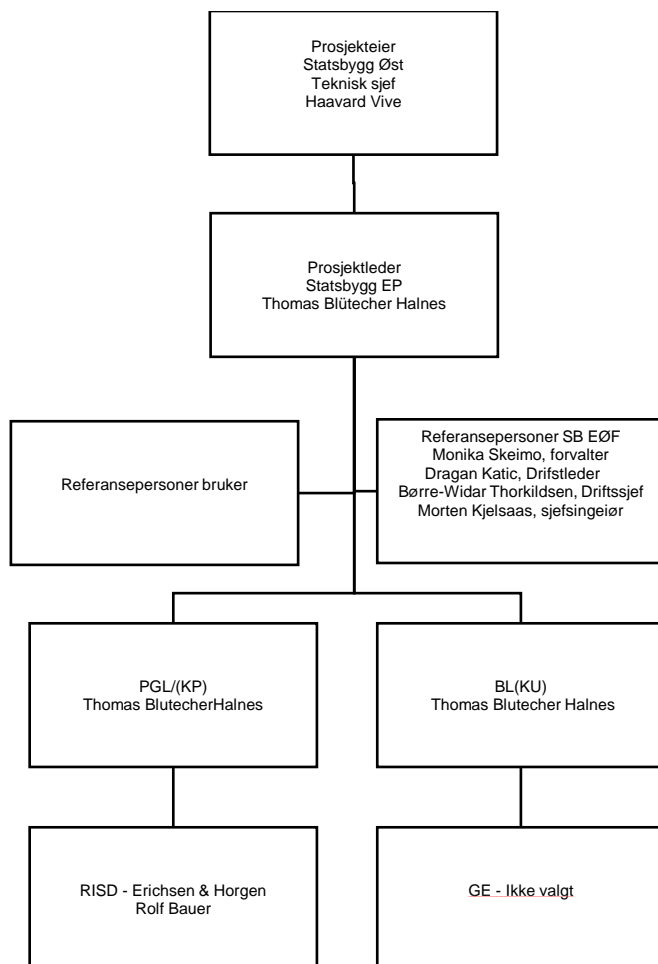 Prosjekteier
Statsbygg Øst
Teknisk sjef
Haavard Vive
Prosjektleder
Statsbygg EP
Thomas Blütecher Halnes
Referansepersoner bruker
Referansepersoner SB EØF
Monika Skeimo, forvalter
Dragan Katic, Drifstleder
Børre-Widar Thorkildsen, Driftssjef
Morten Kjelsaas, sjefsingeiør
PGL/(KP)
Thomas BlutecherHalnes
BL(KU)
Thomas Blutecher Halnes
RISD - Erichsen & Horgen
Rolf Bauer
GE - Ikke valgt